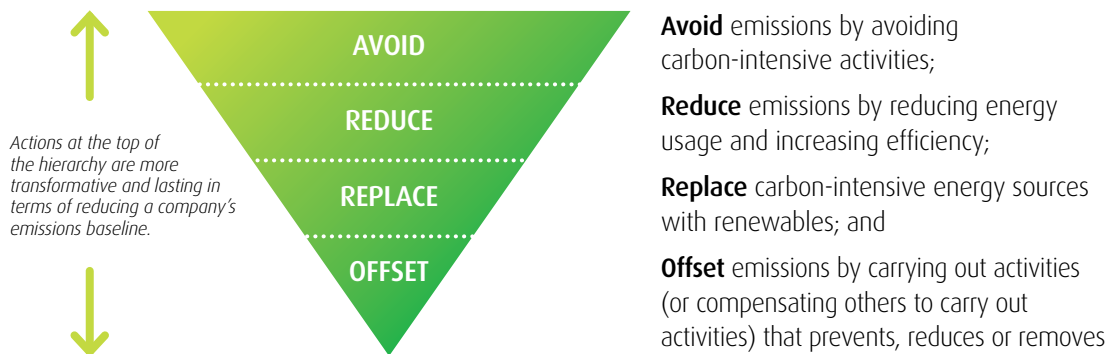 Actions at the top of
the hierarchy are more
transformative and lasting in
terms of reducing a company's
emissions baseline.
AVOID
REDUCE
REPLACE
OFFSET
Avoid emissions by avoiding
carbon-intensive activities;
Reduce emissions by reducing energy
usage and increasing efficiency;
Replace carbon-intensive energy sources
with renewables; and
Offset emissions by carrying out activities
(or compensating others to carry out
activities) that prevents, reduces or removes